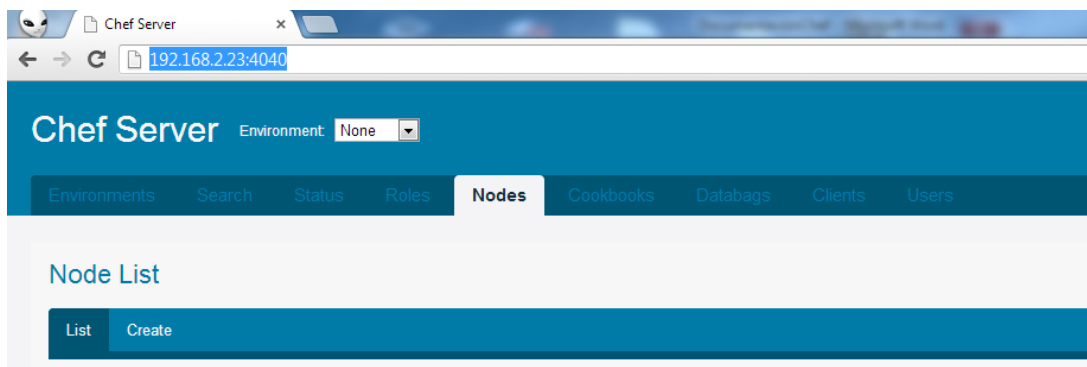 Chef Server
192.168.2.23:4040
Chef Server Environment: None
Environments Search Status Roles Nodes Cookbooks Databags Clients Users
Node List
List Create